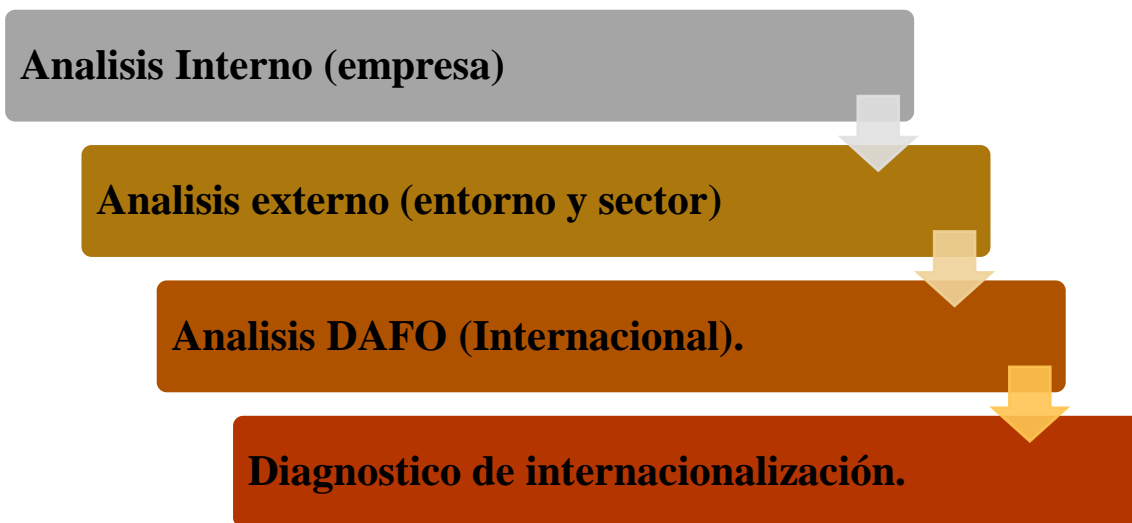 Analisis Interno (empresa)
Analisis externo (entorno y sector)
Analisis DAFO (Internacional).
Diagnostico de internacionalización.